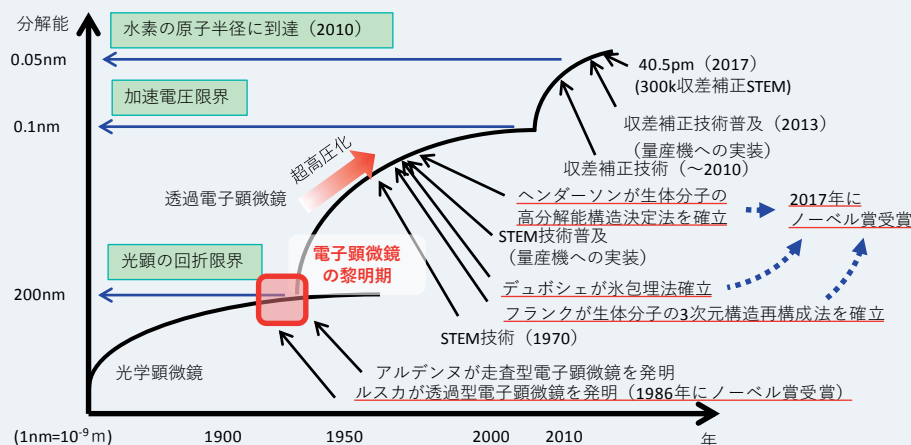 分解能
水素の原子半径に到達（2010）
0.05nm
40.5pm（2017）
(300k収差補正STEM)
加速電圧限界
0.1nm
収差補正技術普及（2013）
（量産機への実装）
収差補正技術（～2010）
超高圧化
透過電子顕微鏡
ヘンダーソンが生体分子の
高分解能構造決定法を確立
2017年に
ノーベル賞受賞
STEM技術普及
（量産機への実装）
光顕の回折限界
電子顕微鏡
の黎明期
200nm
デュボシェが氷包埋法確立
フランクが生体分子の3次元構造再構成法を確立
STEM技術（1970）
光学顕微鏡
アルデンヌが走査型電子顕微鏡を発明
ルスカが透過型電子顕微鏡を発明（1986年にノーベル賞受賞）
(1nm=10⁻⁹ｍ)
1900
1950
2000
2010
年